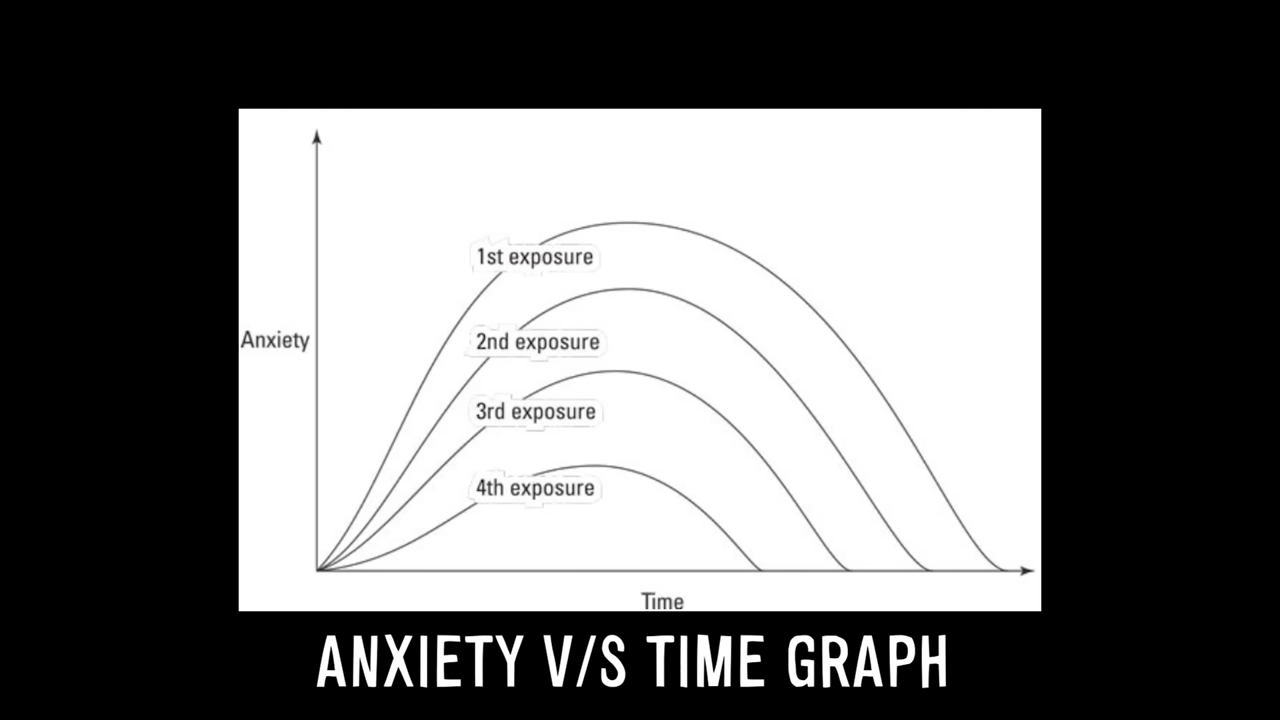 1st exposure
Anxiety
2nd exposure
3rd exposure
4th exposure
Time
ANXIETY V/S TIME GRAPH